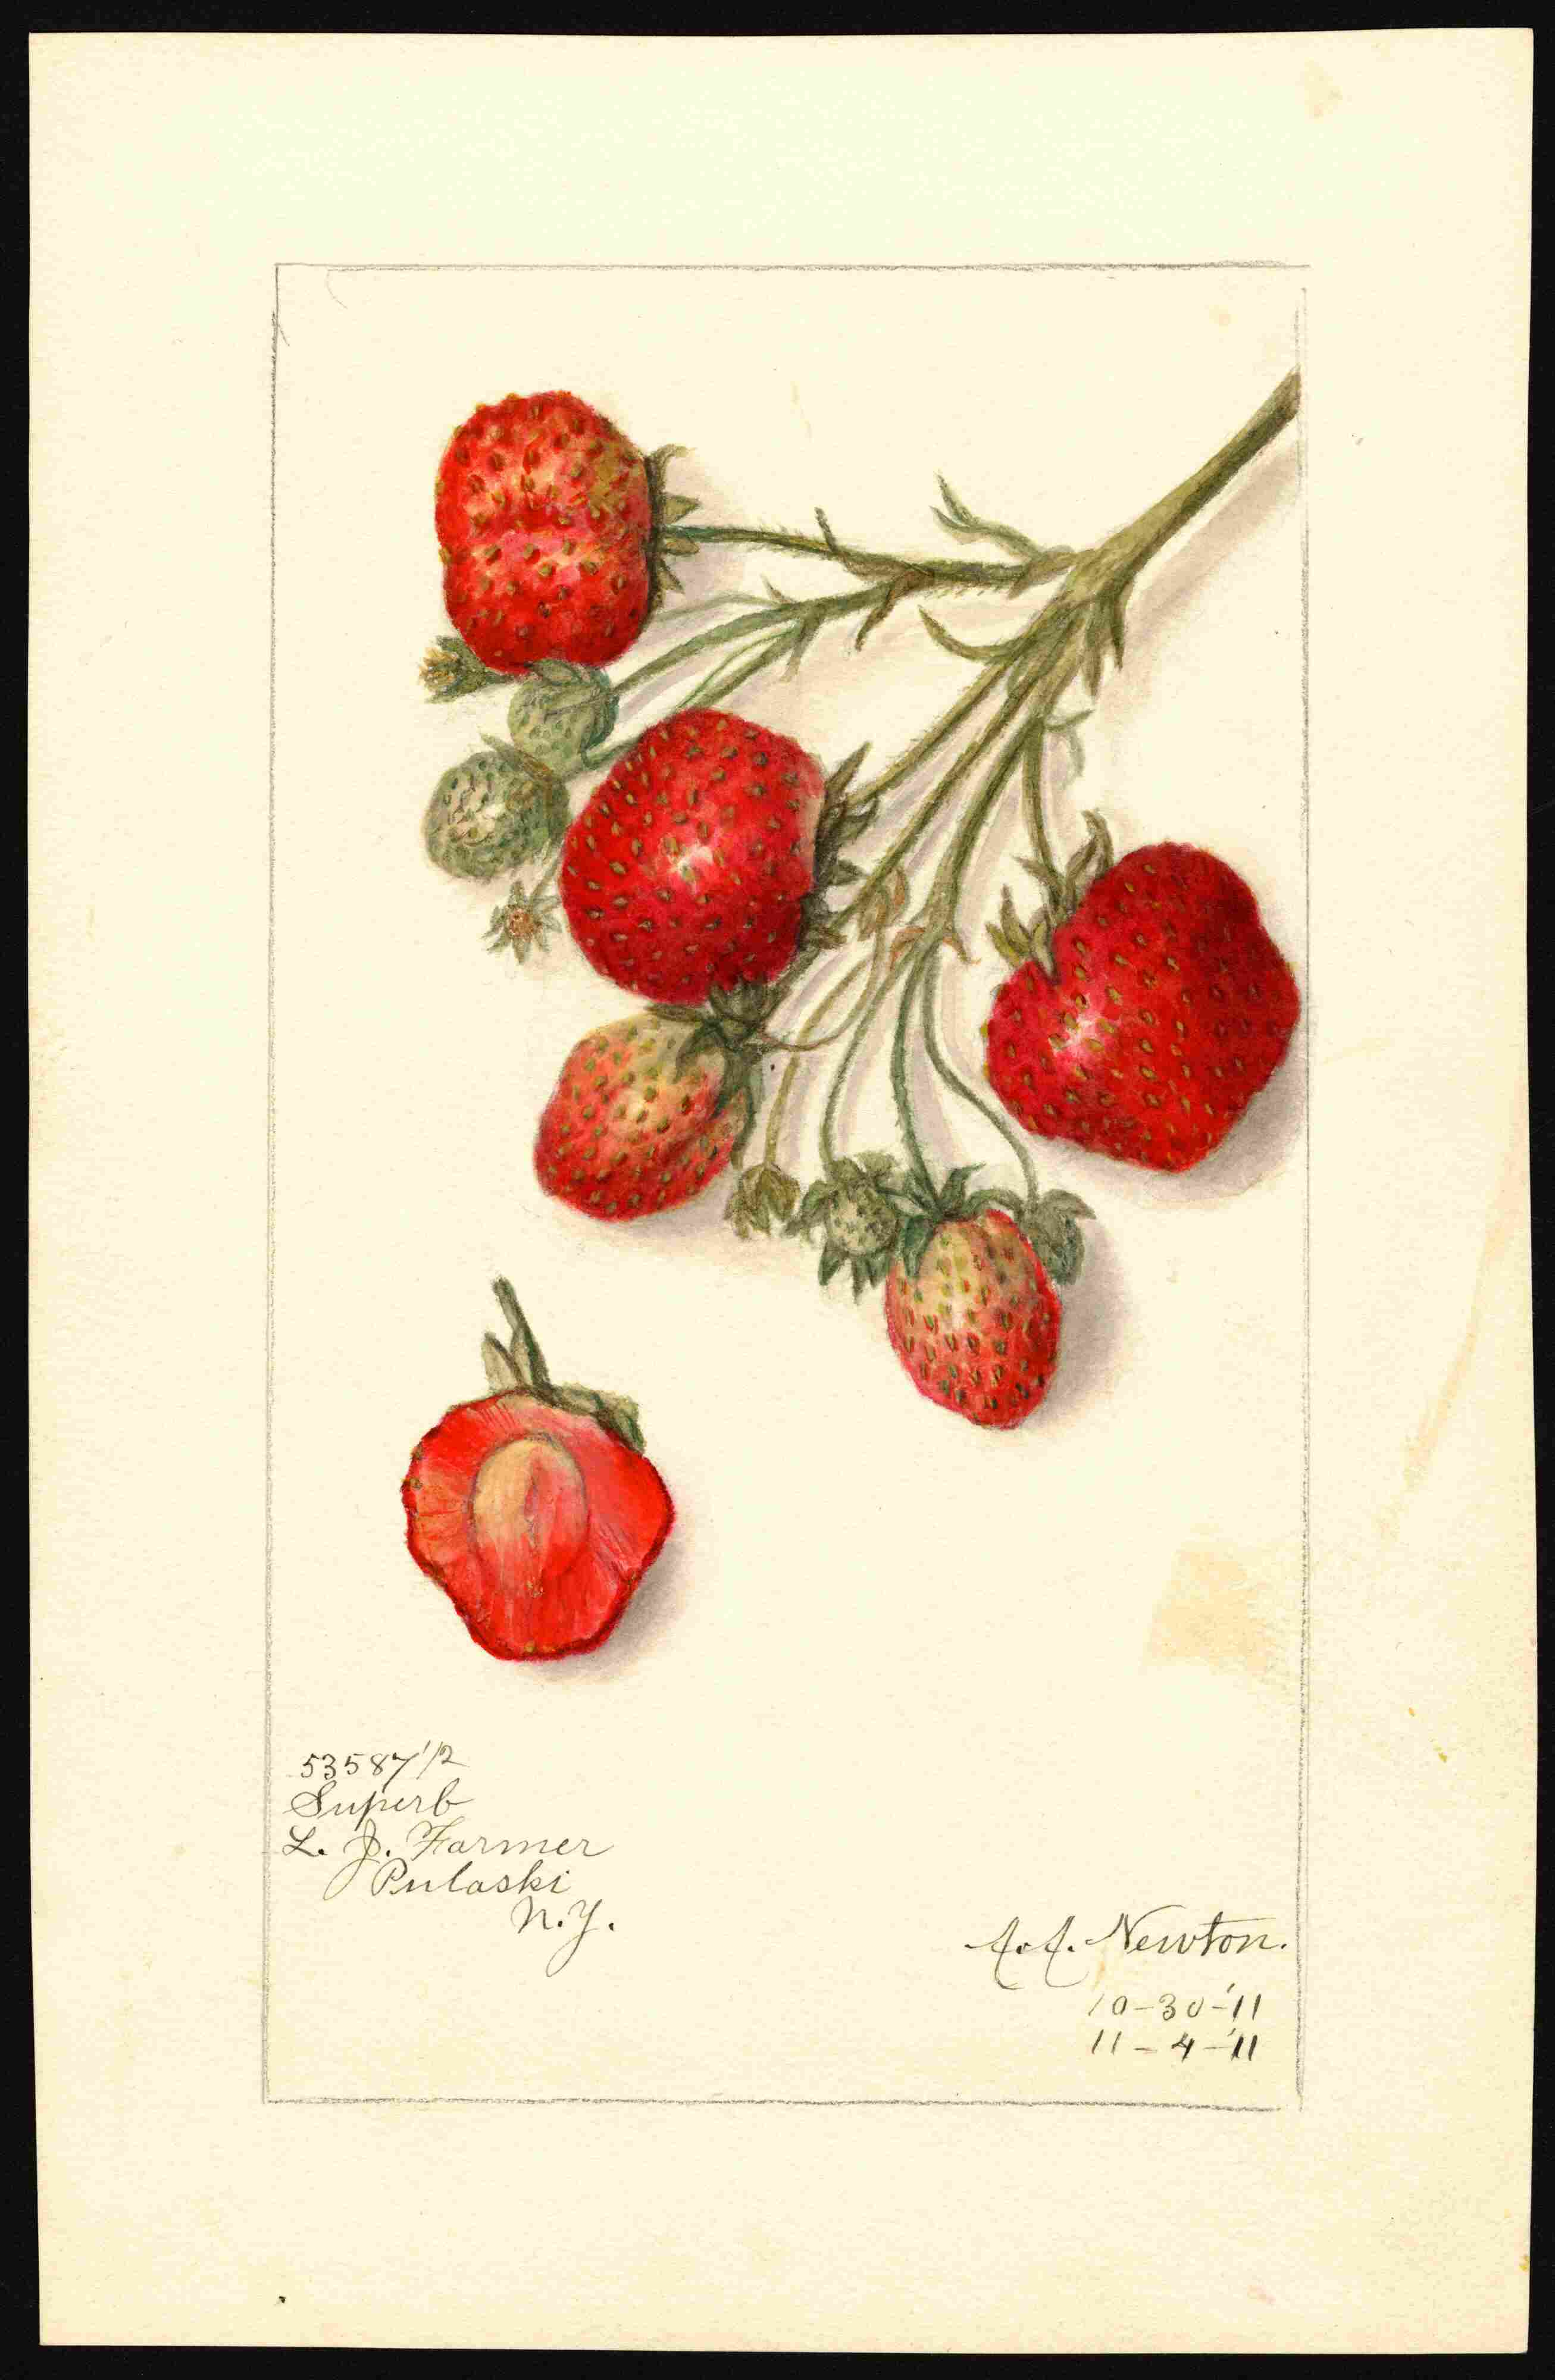 53587 1/2
Superb
L. J. Farmer
Pulaski
N.Y.
A.A. Newton.
10-30-'11
11-4-'11